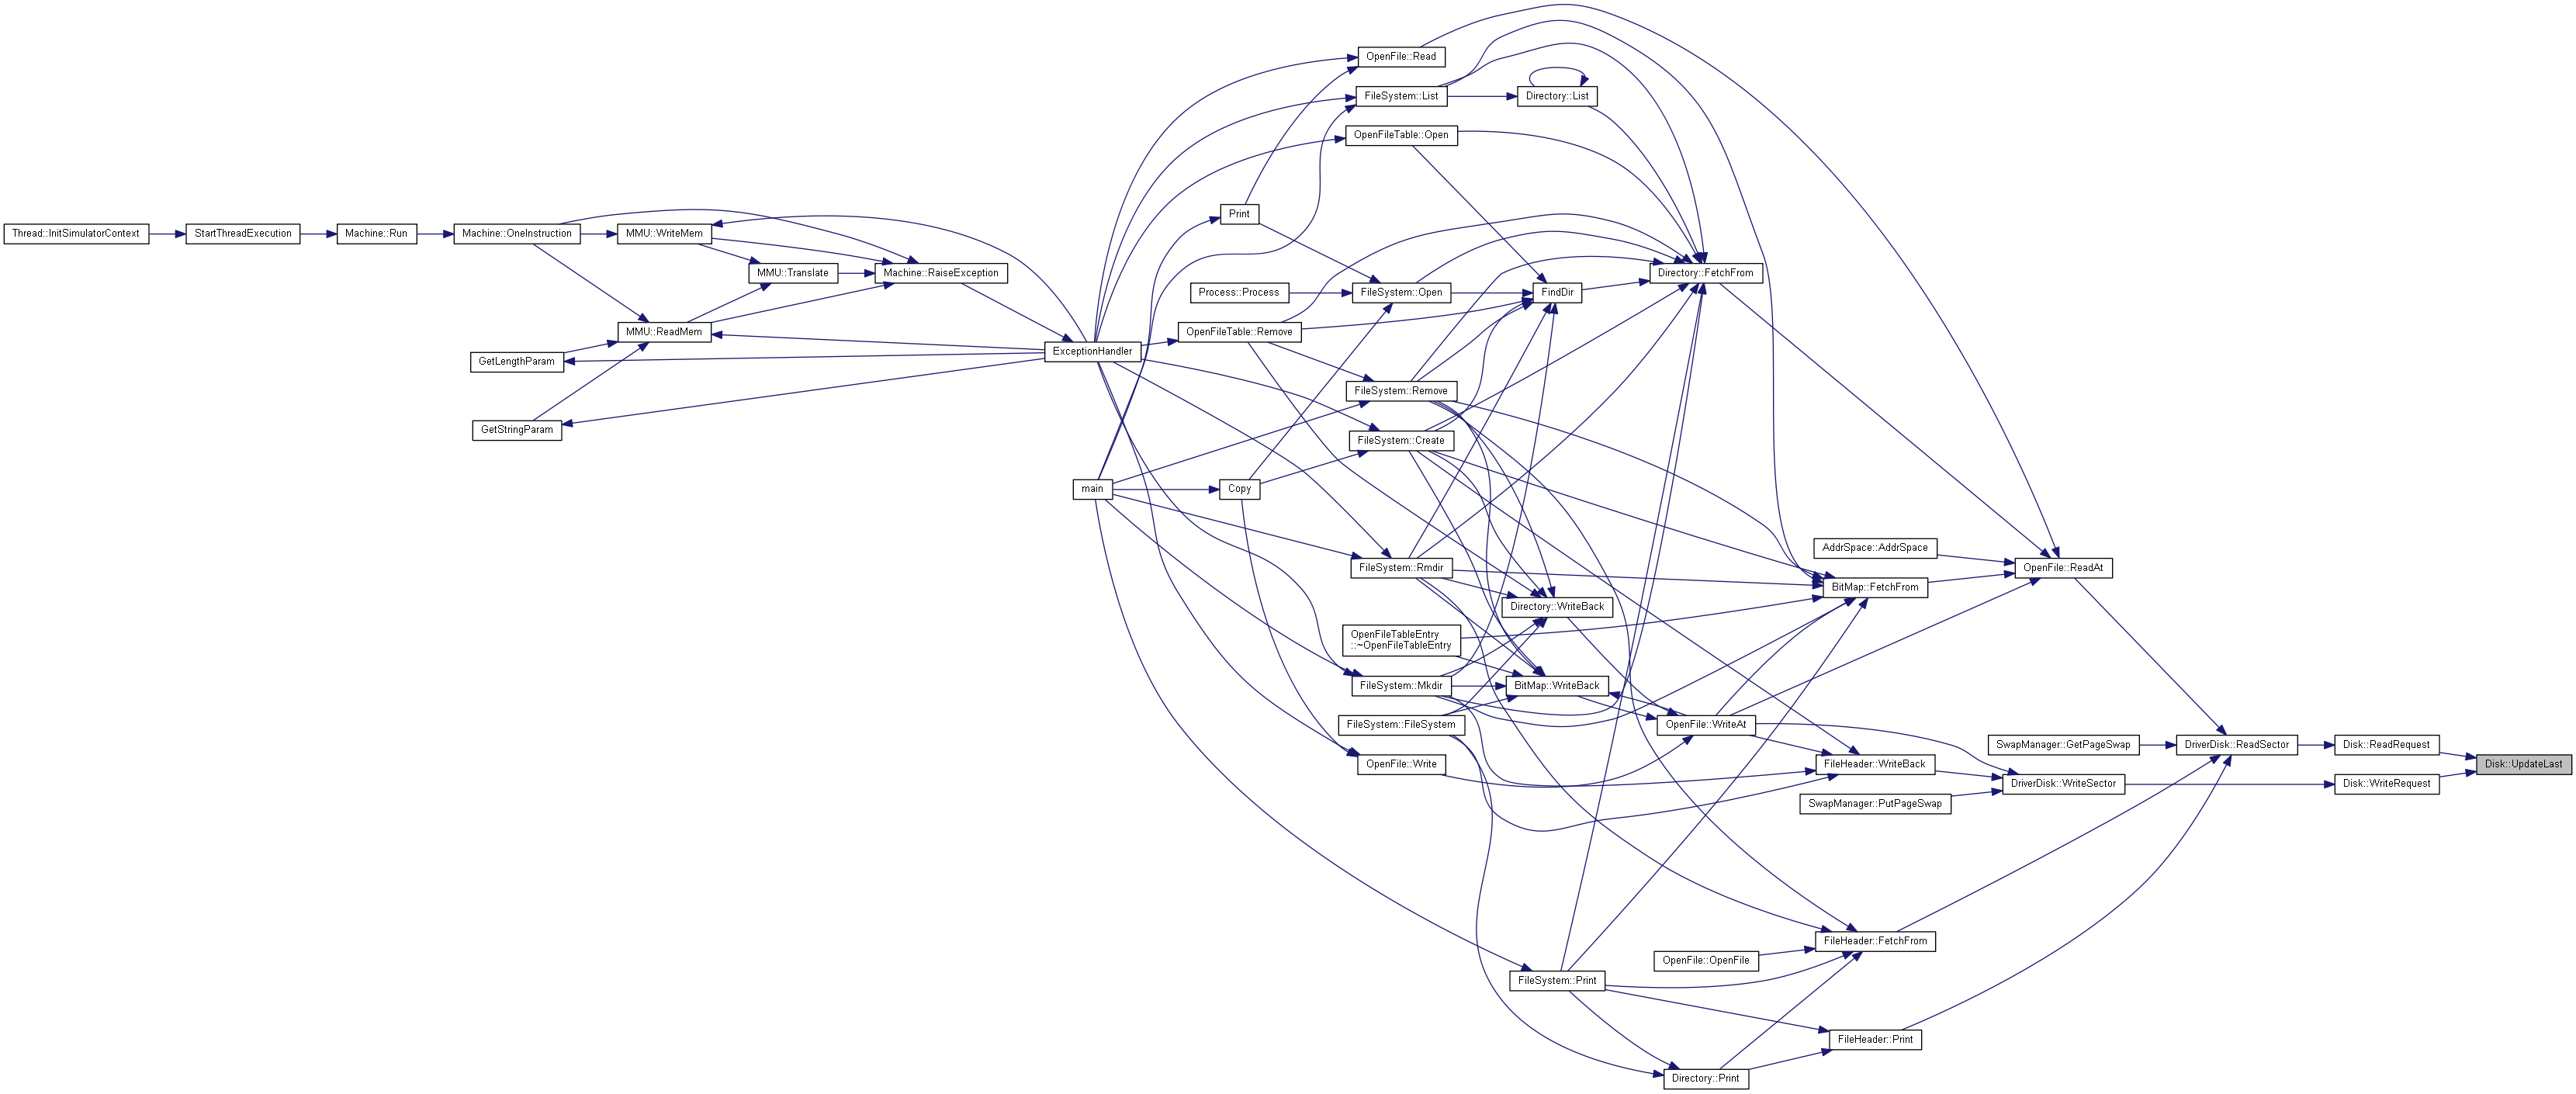 OpenFile::Read
FileSystem::List
Directory::List
OpenFileTable::Open
Print
Thread::InitSimulatorContext
StartThreadExecution
Machine::Run
Machine::OneInstruction
MMU::WriteMem
MMU::Translate
Machine::RaiseException
Directory::FetchFrom
Process::Process
FileSystem::Open
FindDir
MMU::ReadMem
OpenFileTable::Remove
ExceptionHandler
GetLengthParam
FileSystem::Remove
GetStringParam
FileSystem::Create
main
Copy
AddrSpace::AddrSpace
FileSystem::Rmdir
OpenFile::ReadAt
BitMap::FetchFrom
Directory::WriteBack
OpenFileTableEntry
::~OpenFileTableEntry
FileSystem::Mkdir
BitMap::WriteBack
FileSystem::FileSystem
OpenFile::WriteAt
SwapManager::GetPageSwap
DriverDisk::ReadSector
Disk::ReadRequest
OpenFile::Write
FileHeader::WriteBack
Disk::UpdateLast
DriverDisk::WriteSector
Disk::WriteRequest
SwapManager::PutPageSwap
FileHeader::FetchFrom
OpenFile::OpenFile
FileSystem::Print
FileHeader::Print
Directory::Print